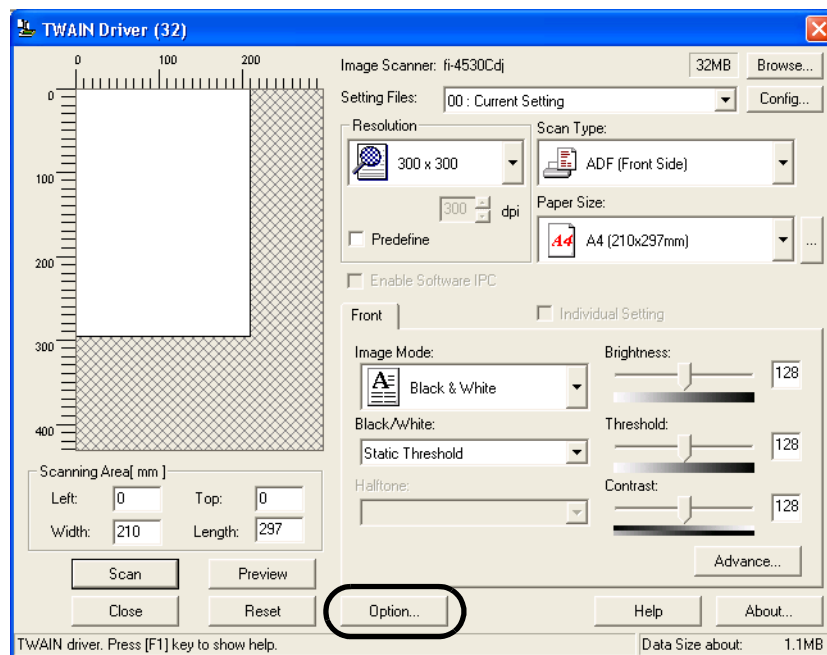 TWAIN Driver (32)
0 100 200
0
100
200
300
400
Image Scanner: fi-4530Cdj 32MB Browse...
Setting Files: 00 : Current Setting Config...
Resolution
300 x 300
300 dpi
Predefine
Scan Type:
ADF (Front Side)
Paper Size:
A4 A4 (210x297mm) ...
Enable Software IPC
Front
Individual Setting
Image Mode:
A Black & White
Black/White:
Static Threshold
Halftone:
Brightness:
128
Threshold:
128
Contrast:
128
Advance...
Scanning Area[ mm ]
Left: 0 Top: 0
Width: 210 Length: 297
Scan Preview
Close Reset Option... Help About...
TWAIN driver. Press [F1] key to show help. Data Size about: 1.1MB